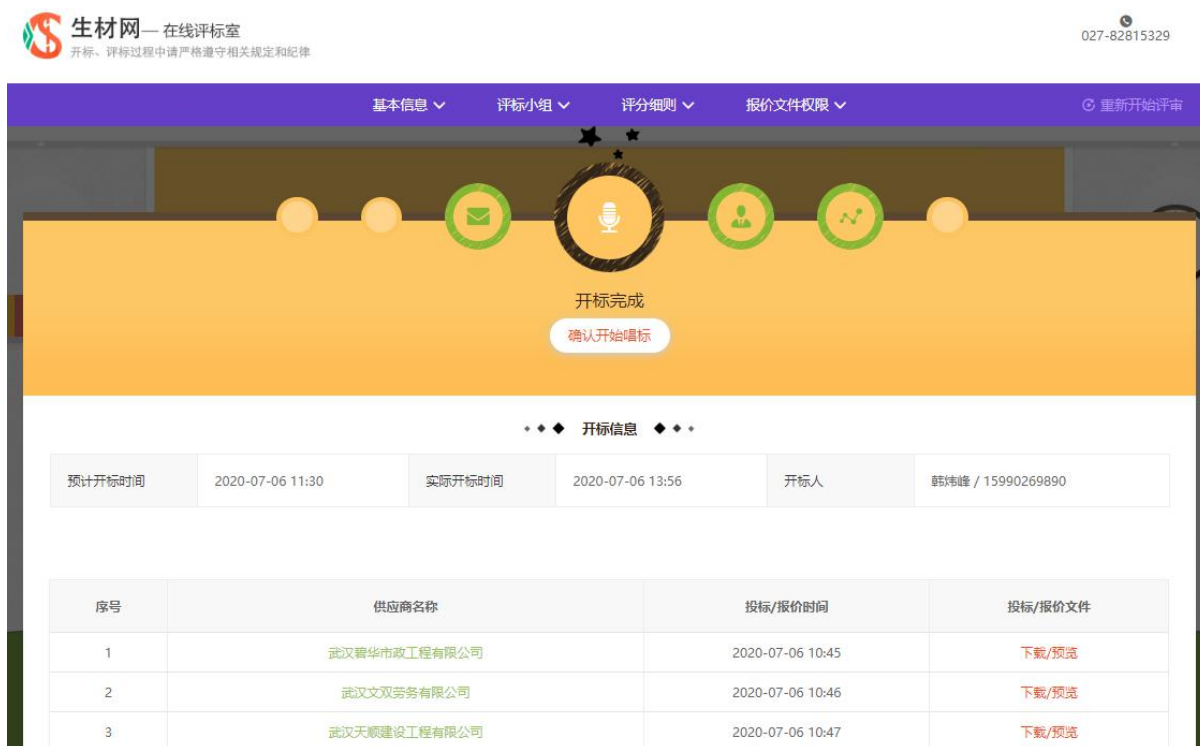 生材网— 在线评标室
开标、评标过程中请严格遵守相关规定和纪律
027-82815329
基本信息 评标小组 评分细则 报价文件权限 重新开始评审
开标完成
确认开始唱标
开标信息
预计开标时间 2020-07-06 11:30 实际开标时间 2020-07-06 13:56 开标人 韩炜峰 / 15990269890
序号 供应商名称 投标/报价时间 投标/报价文件
1 武汉碧华市政工程有限公司 2020-07-06 10:45 下载/预览
2 武汉文双劳务有限公司 2020-07-06 10:46 下载/预览
3 武汉天顺建设工程有限公司 2020-07-06 10:47 下载/预览